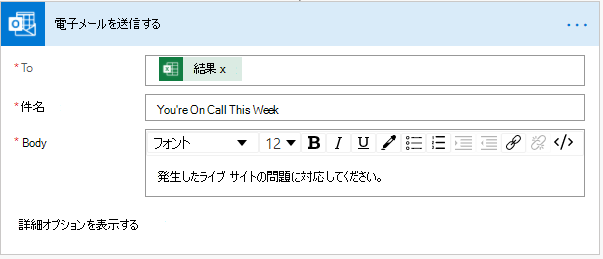 電子メールを送信する
* To 結果 x
* 件名 You're On Call This Week
* Body フォント 12 B I U </>
発生したライブ サイトの問題に対応してください。
詳細オプションを表示する